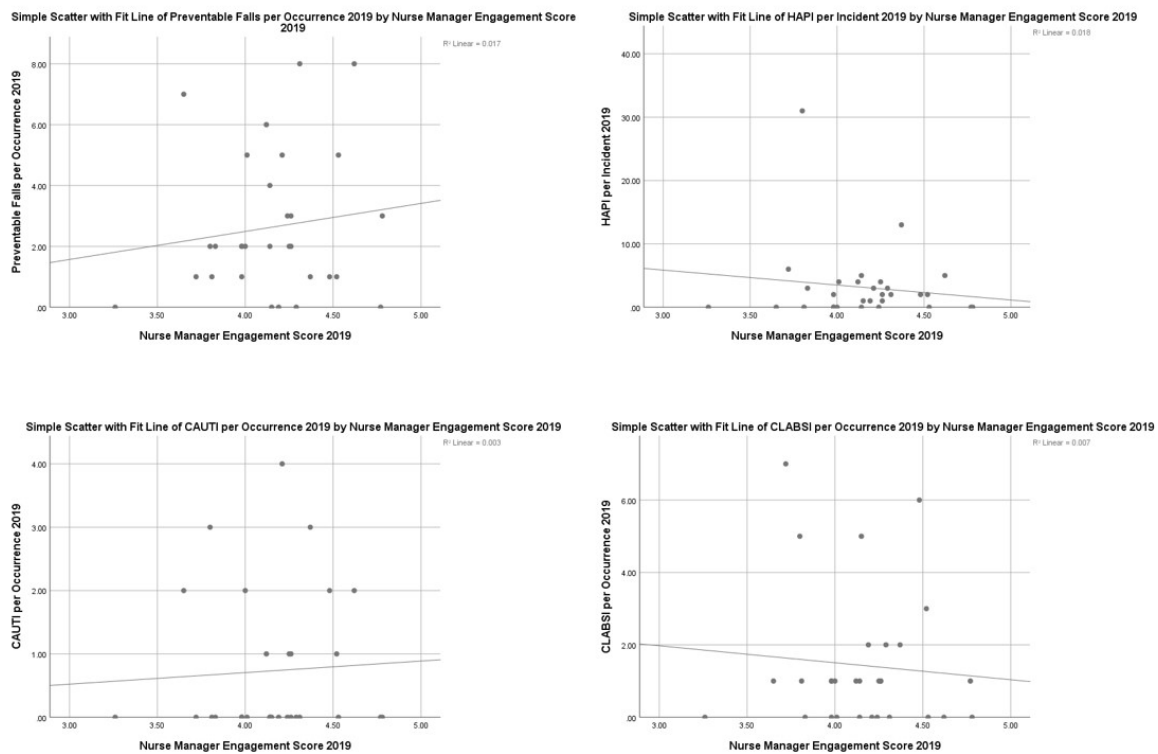 Simple Scatter with Fit Line of Preventable Falls per Occurrence 2019 by Nurse Manager Engagement Score
2019
R² Linear = 0.017
Preventable Falls per Occurrence 2019
8.00
6.00
4.00
2.00
.00
3.00 3.50 4.00 4.50 5.00
Nurse Manager Engagement Score 2019
Simple Scatter with Fit Line of HAPI per Incident 2019 by Nurse Manager Engagement Score 2019
R² Linear = 0.018
HAPI per Incident 2019
40.00
30.00
20.00
10.00
.00
3.00 3.50 4.00 4.50 5.00
Nurse Manager Engagement Score 2019
Simple Scatter with Fit Line of CAUTI per Occurrence 2019 by Nurse Manager Engagement Score 2019
R² Linear = 0.003
CAUTI per Occurrence 2019
4.00
3.00
2.00
1.00
.00
3.00 3.50 4.00 4.50 5.00
Nurse Manager Engagement Score 2019
Simple Scatter with Fit Line of CLABSI per Occurrence 2019 by Nurse Manager Engagement Score 2019
R² Linear = 0.007
CLABSI per Occurrence 2019
6.00
4.00
2.00
.00
3.00 3.50 4.00 4.50 5.00
Nurse Manager Engagement Score 2019